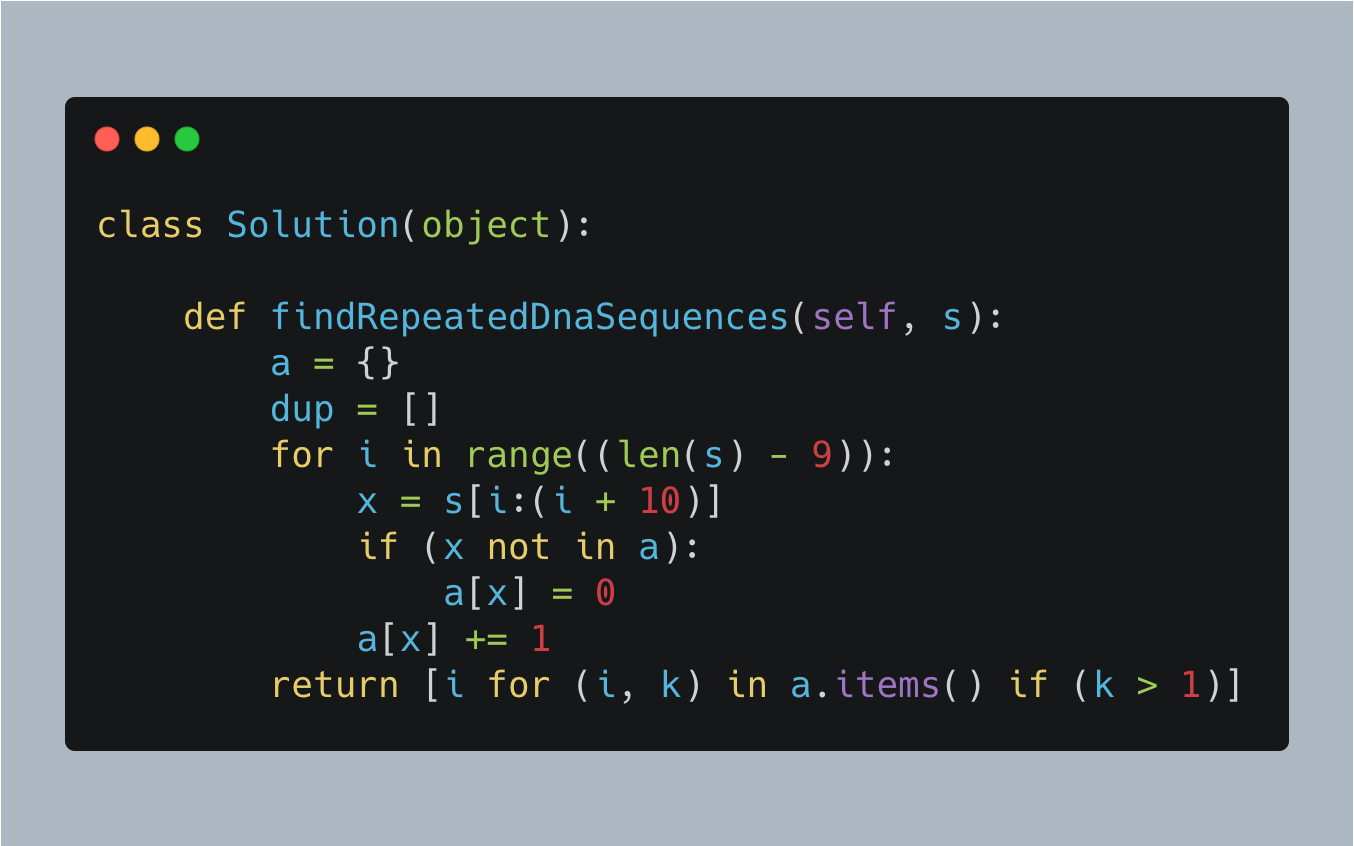 class Solution(object):
    def findRepeatedDnaSequences(self, s):
        a = {}
        dup = []
        for i in range((len(s) - 9)):
            x = s[i:(i + 10)]
            if (x not in a):
                a[x] = 0
            a[x] += 1
        return [i for (i, k) in a.items() if (k > 1)]